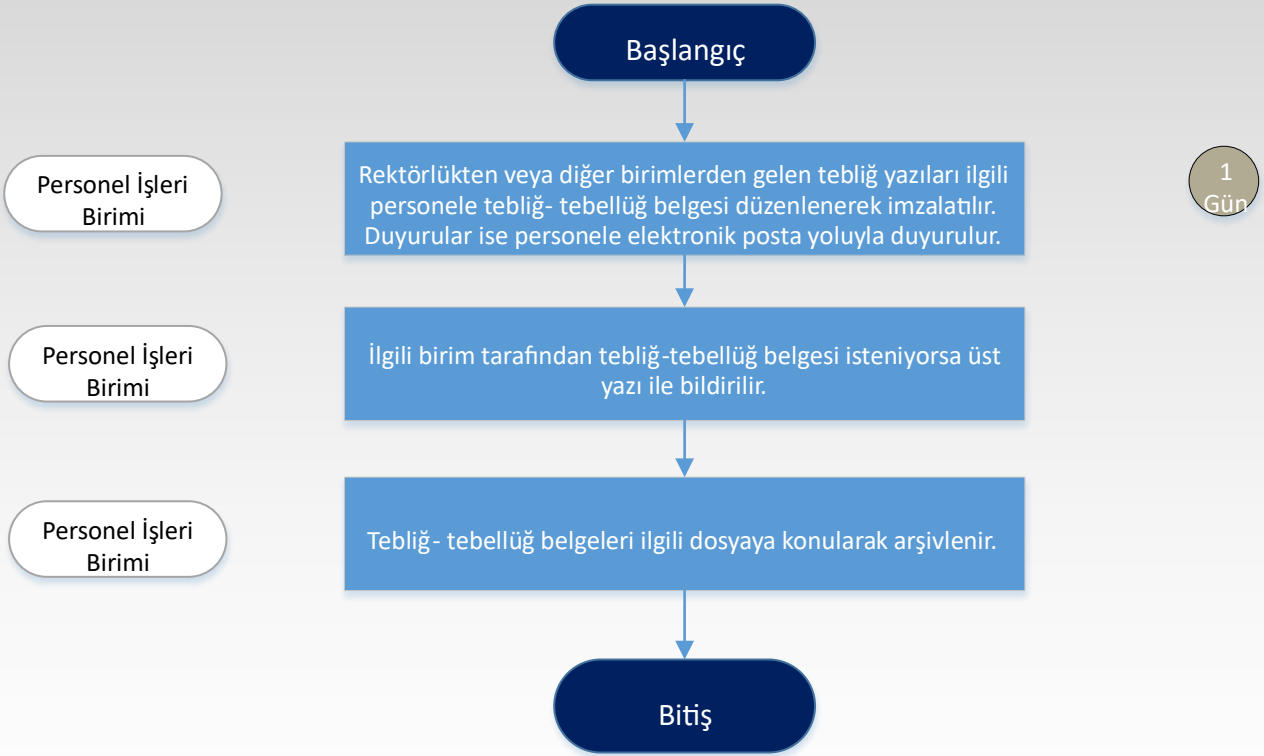 Başlangıç
Personel İşleri
Birimi
Rektörlükten veya diğer birimlerden gelen tebliğ yazıları ilgili
personele tebliğ- tebellüğ belgesi düzenlenerek imzalatılır.
Duyurular ise personele elektronik posta yoluyla duyurulur.
1
Gün
Personel İşleri
Birimi
İlgili birim tarafından tebliğ-tebellüğ belgesi isteniyorsa üst
yazı ile bildirilir.
Personel İşleri
Birimi
Tebliğ- tebellüğ belgeleri ilgili dosyaya konularak arşivlenir.
Bitiş